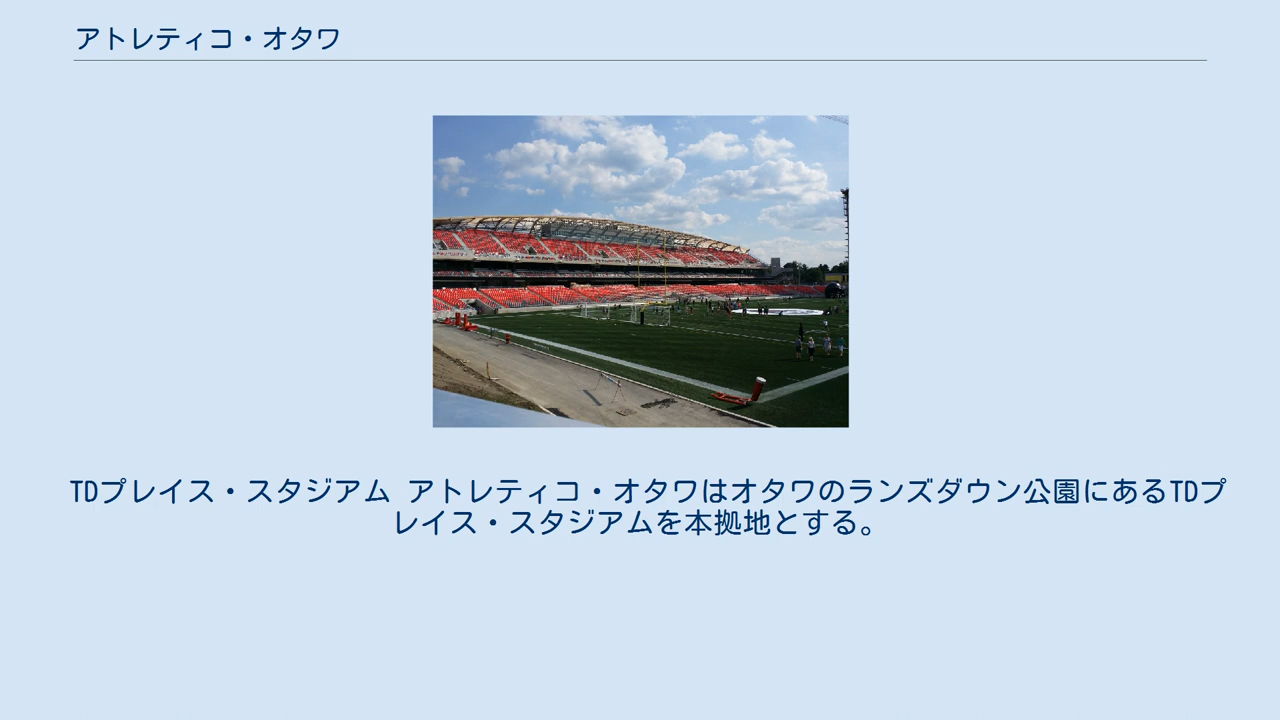 アトレティコ・オタワ
TDプレイス・スタジアム アトレティコ・オタワはオタワのランズダウン公園にあるTDプ
レイス・スタジアムを本拠地とする。